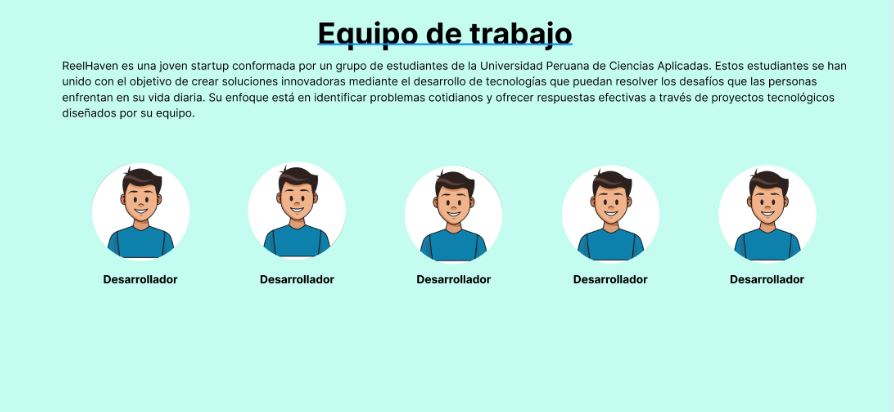 Equipo de trabajo
ReelHaven es una joven startup conformada por un grupo de estudiantes de la Universidad Peruana de Ciencias Aplicadas. Estos estudiantes se han
unido con el objetivo de crear soluciones innovadoras mediante el desarrollo de tecnologías que puedan resolver los desafíos que las personas
enfrentan en su vida diaria. Su enfoque está en identificar problemas cotidianos y ofrecer respuestas efectivas a través de proyectos tecnológicos
diseñados por su equipo.
Desarrollador Desarrollador Desarrollador Desarrollador Desarrollador